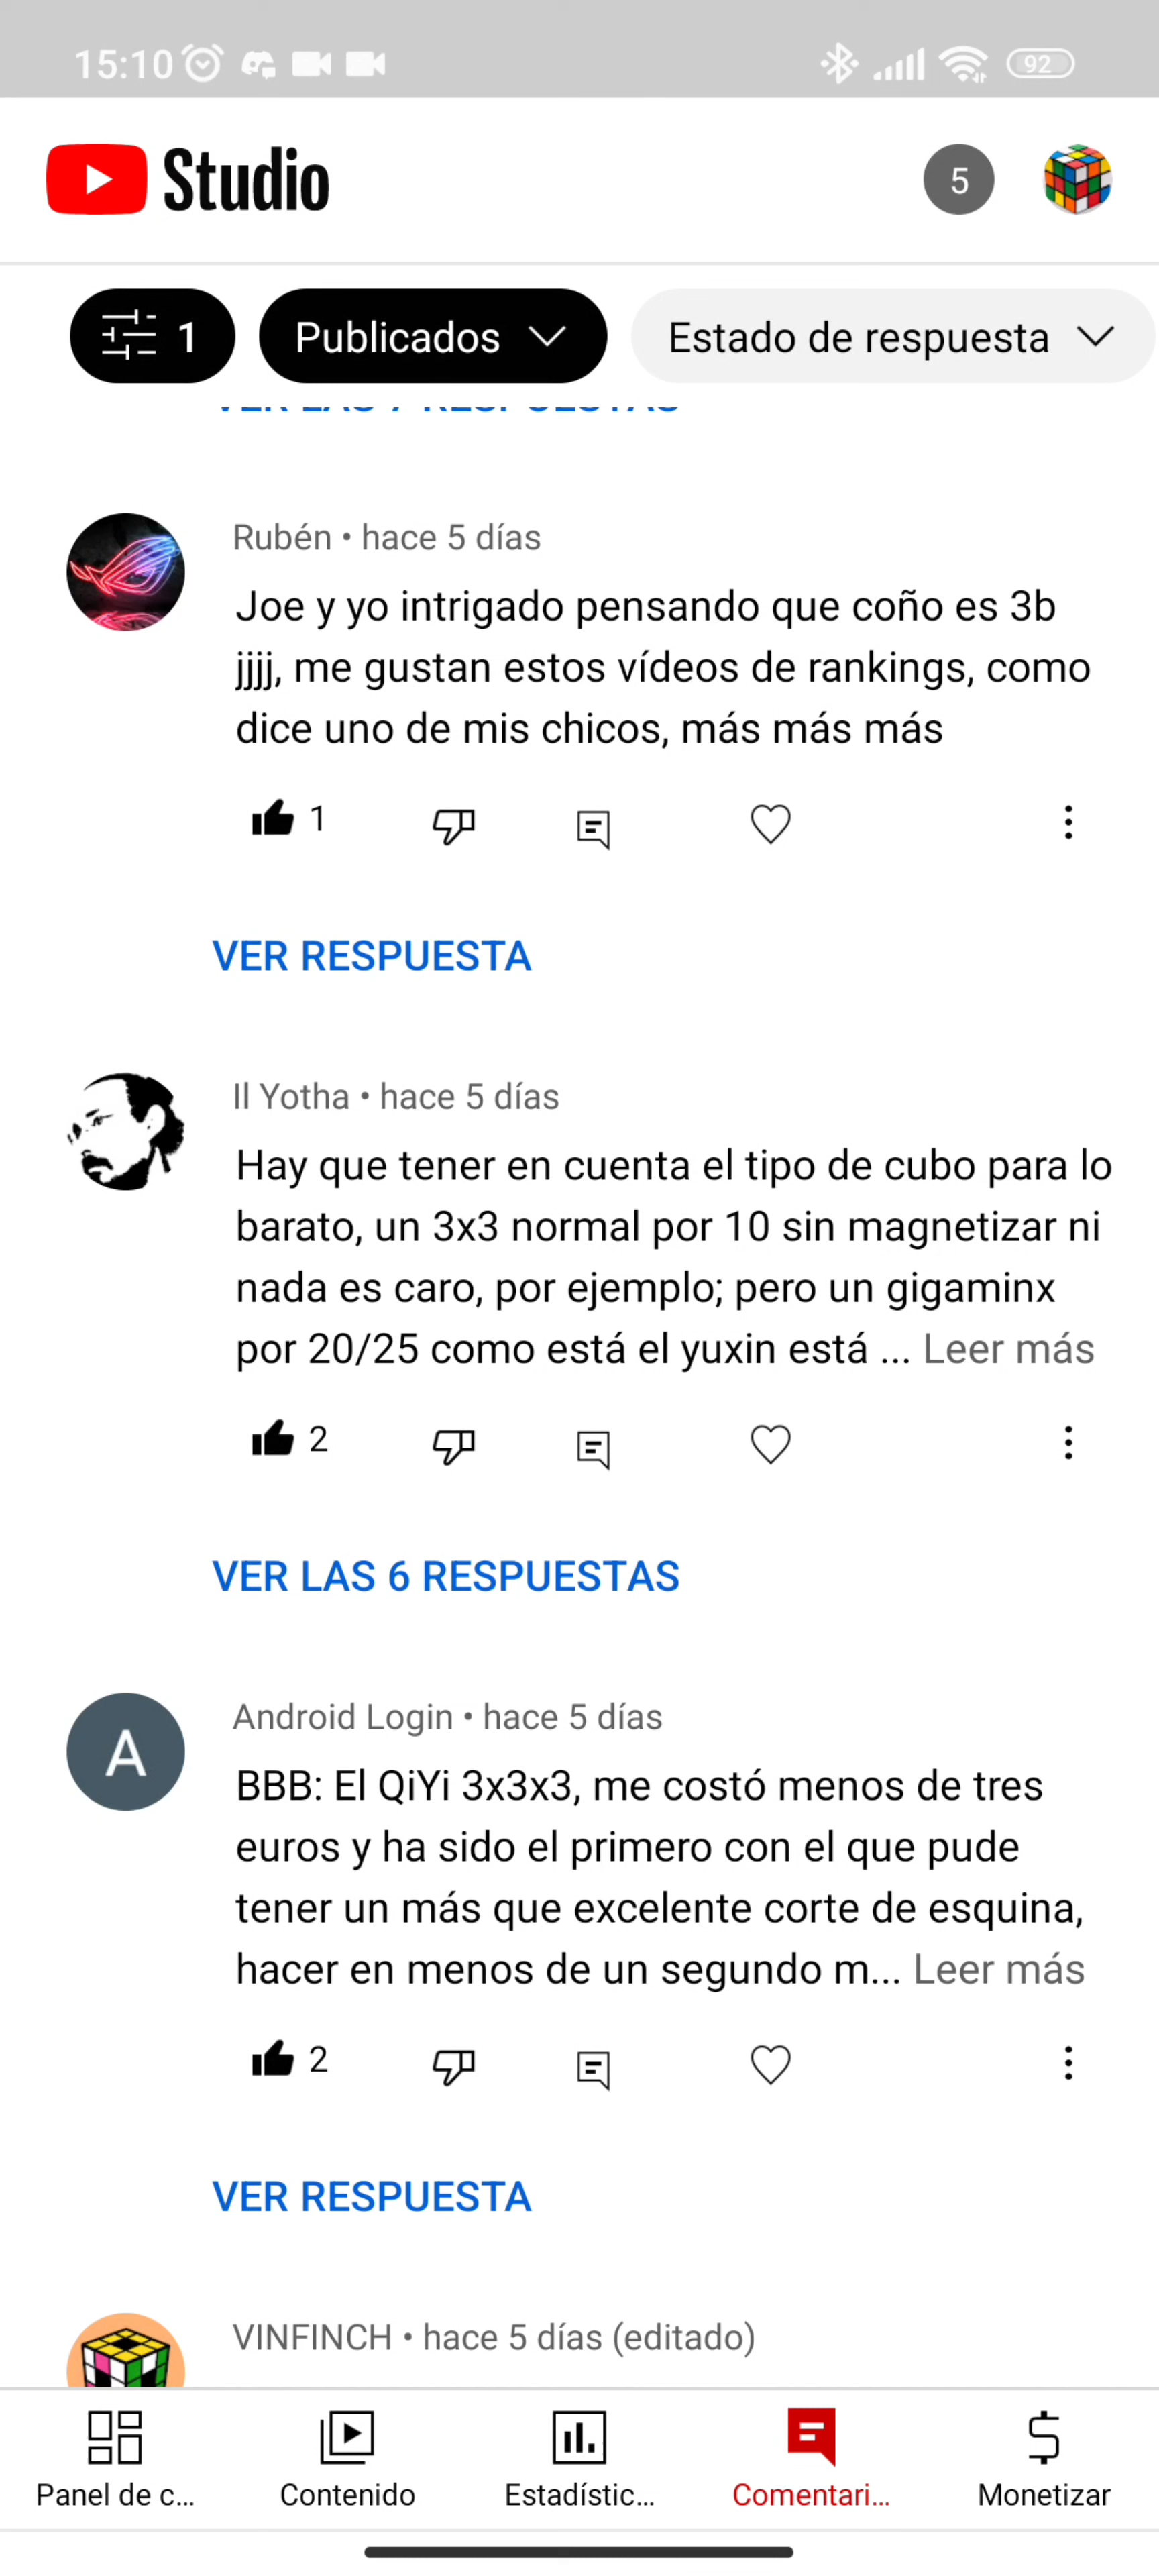 15:10
92
Studio
5
1
Publicados
Estado de respuesta
VER LAS 7 RESPUESTAS
Rubén • hace 5 días
Joe y yo intrigado pensando que coño es 3b
jjjj, me gustan estos vídeos de rankings, como
dice uno de mis chicos, más más más
1
VER RESPUESTA
Il Yotha • hace 5 días
Hay que tener en cuenta el tipo de cubo para lo
barato, un 3x3 normal por 10 sin magnetizar ni
nada es caro, por ejemplo; pero un gigaminx
por 20/25 como está el yuxin está ... Leer más
2
VER LAS 6 RESPUESTAS
A
Android Login • hace 5 días
BBB: El QiYi 3x3x3, me costó menos de tres
euros y ha sido el primero con el que pude
tener un más que excelente corte de esquina,
hacer en menos de un segundo m... Leer más
2
VER RESPUESTA
VINFINCH • hace 5 días (editado)
Panel de c...
Contenido
Estadístic...
Comentari...
Monetizar